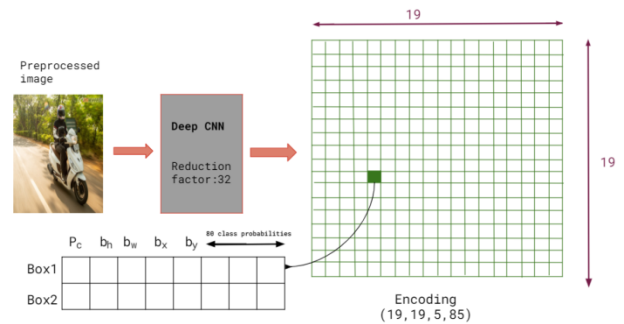 19
Preprocessed
image
Deep CNN
Reduction
factor:32
19
80 class probabilities
Pc bh bw bx by
Box1
Box2
Encoding
(19,19,5,85)